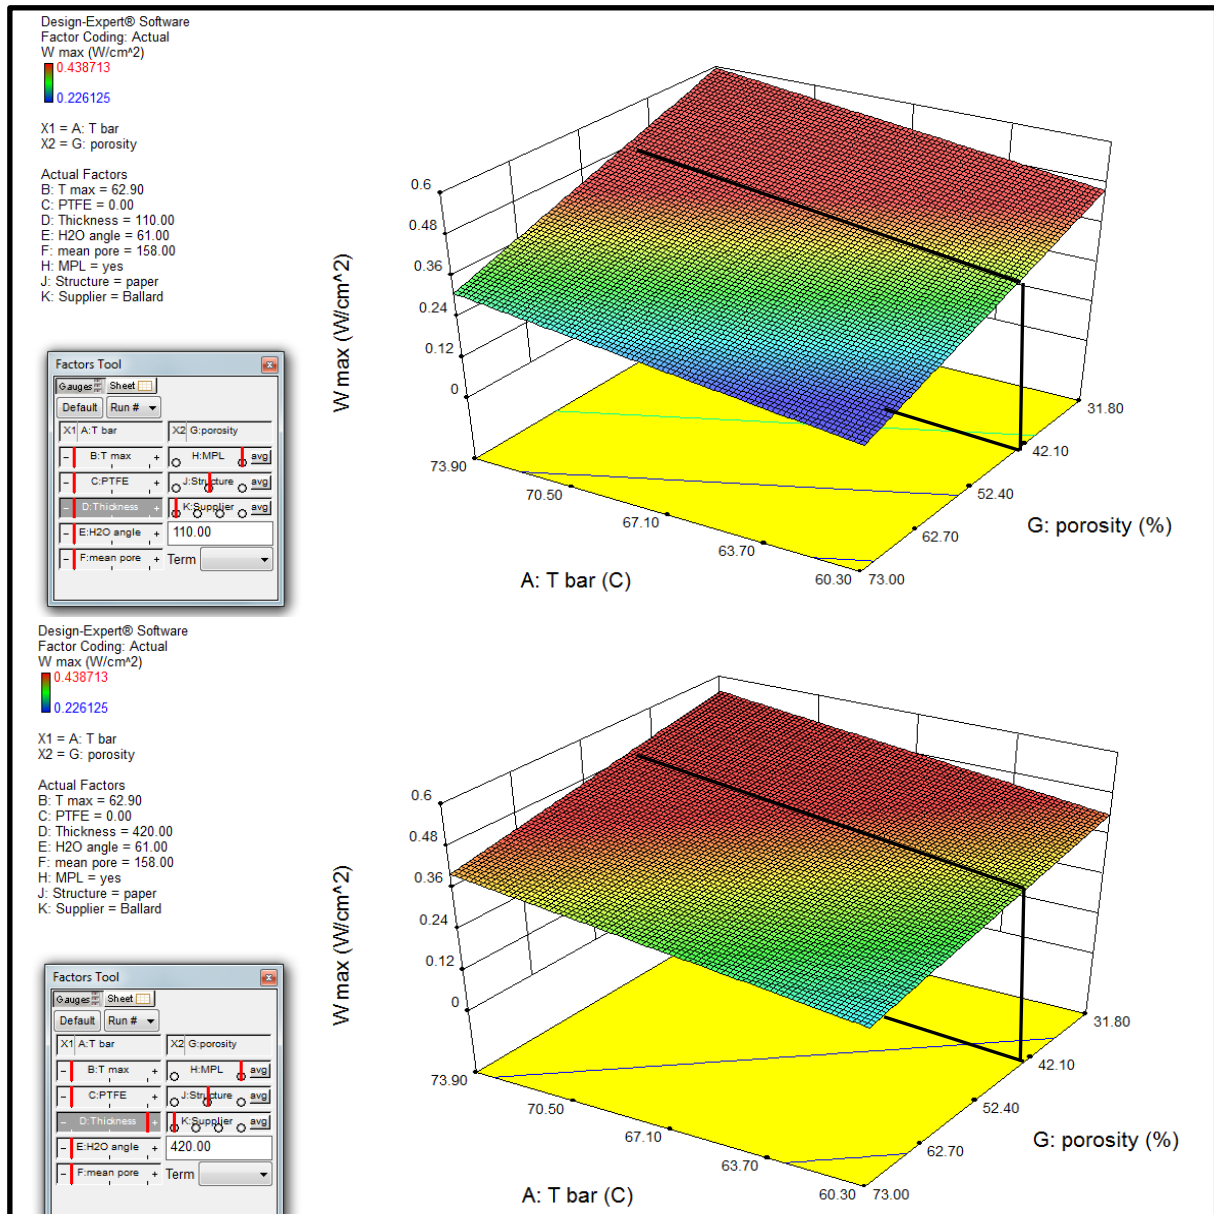 Design-Expert® Software
Factor Coding: Actual
W max (W/cm^2)
0.438713
0.226125
X1 = A: T bar
X2 = G: porosity
Actual Factors
B: T max = 62.90
C: PTFE = 0.00
D: Thickness = 110.00
E: H2O angle = 61.00
F: mean pore = 158.00
H: MPL = yes
J: Structure = paper
K: Supplier = Ballard
Factors Tool
Gauges Sheet
Default Run #
X1 A:T bar X2 G:porosity
- B:T max + H:MPL avg
- C:PTFE + J:Structure avg
- D:Thickness + K:Supplier avg
- E:H2O angle + 110.00
- F:mean pore + Term
W max (W/cm^2)
0.6
0.48
0.36
0.24
0.12
0
73.90
70.50
67.10
63.70
60.30
73.00
62.70
52.40
42.10
31.80
A: T bar (C)
G: porosity (%)
Design-Expert® Software
Factor Coding: Actual
W max (W/cm^2)
0.438713
0.226125
X1 = A: T bar
X2 = G: porosity
Actual Factors
B: T max = 62.90
C: PTFE = 0.00
D: Thickness = 420.00
E: H2O angle = 61.00
F: mean pore = 158.00
H: MPL = yes
J: Structure = paper
K: Supplier = Ballard
Factors Tool
Gauges Sheet
Default Run #
X1 A:T bar X2 G:porosity
- B:T max + H:MPL avg
- C:PTFE + J:Structure avg
- D:Thickness + K:Supplier avg
- E:H2O angle + 420.00
- F:mean pore + Term
W max (W/cm^2)
0.6
0.48
0.36
0.24
0.12
0
73.90
70.50
67.10
63.70
60.30
73.00
62.70
52.40
42.10
31.80
A: T bar (C)
G: porosity (%)